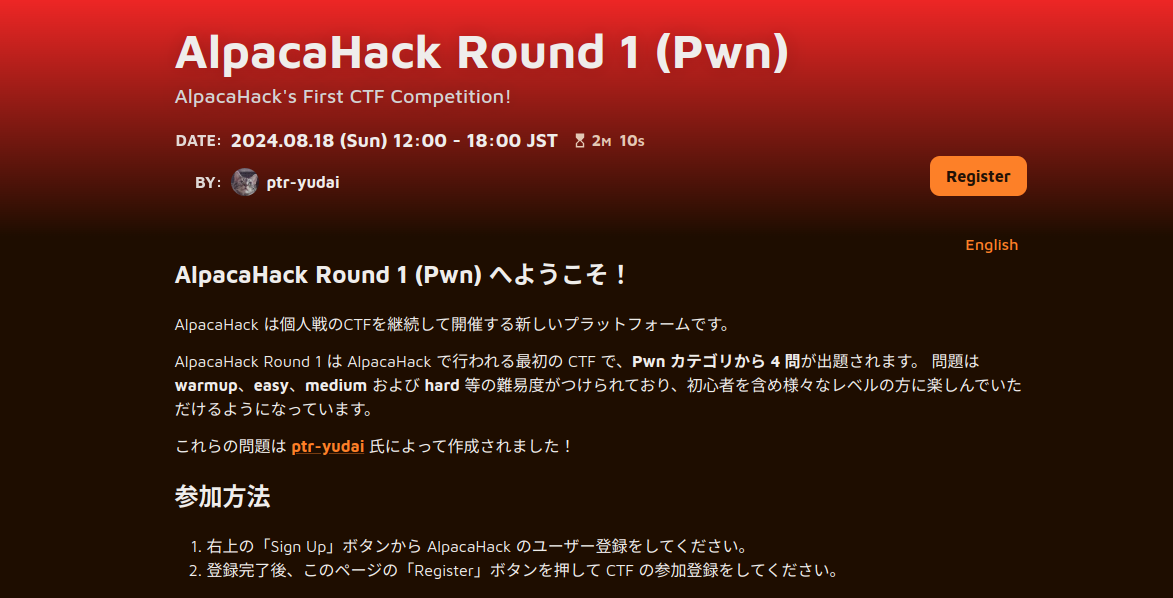 AlpacaHack Round 1 (Pwn)
AlpacaHack's First CTF Competition!
DATE: 2024.08.18 (Sun) 12:00 - 18:00 JST 2M 10s
BY: ptr-yudai
Register
English
AlpacaHack Round 1 (Pwn) へようこそ！
AlpacaHack は個人戦のCTFを継続して開催する新しいプラットフォームです。
AlpacaHack Round 1 は AlpacaHack で行われる最初の CTF で、Pwn カテゴリから 4 問が出題されます。 問題は
warmup、easy、medium および hard 等の難易度がつけられており、初心者を含め様々なレベルの方に楽しんでいた
だけるようになっています。
これらの問題は ptr-yudai 氏によって作成されました！
参加方法
1. 右上の「Sign Up」ボタンから AlpacaHack のユーザー登録をしてください。
2. 登録完了後、このページの「Register」ボタンを押して CTF の参加登録をしてください。